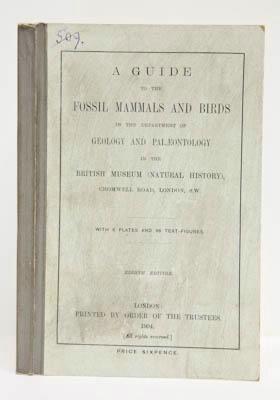 509.
A GUIDE
TO THE
FOSSIL MAMMALS AND BIRDS
IN THE DEPARTMENT OF
GEOLOGY AND PALÆONTOLOGY
IN THE
BRITISH MUSEUM (NATURAL HISTORY),
CROMWELL ROAD, LONDON, S.W.
WITH 6 PLATES AND 88 TEXT-FIGURES.
EIGHTH EDITION.
LONDON:
PRINTED BY ORDER OF THE TRUSTEES.
1904.
[All rights reserved.]
PRICE SIXPENCE.